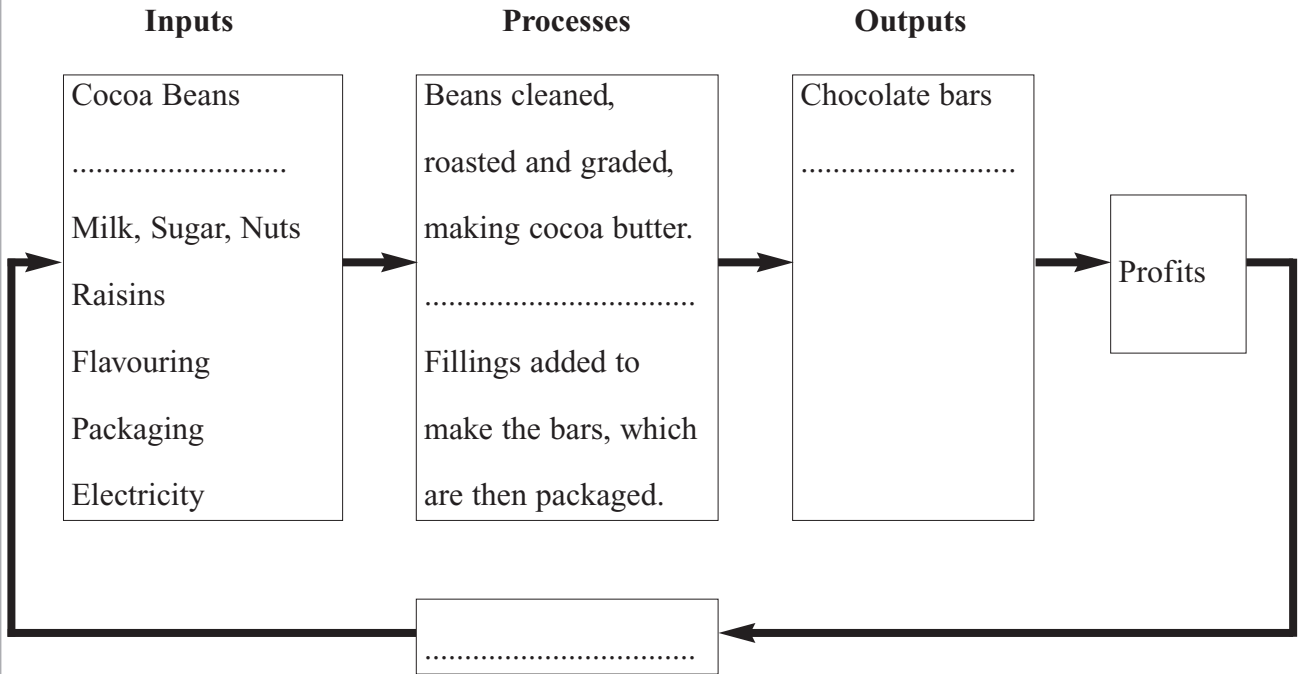 Inputs
Processes
Outputs
Cocoa Beans
...........................
Milk, Sugar, Nuts
Raisins
Flavouring
Packaging
Electricity
Beans cleaned,
roasted and graded,
making cocoa butter.
..................................
Fillings added to
make the bars, which
are then packaged.
Chocolate bars
...........................
Profits
..................................